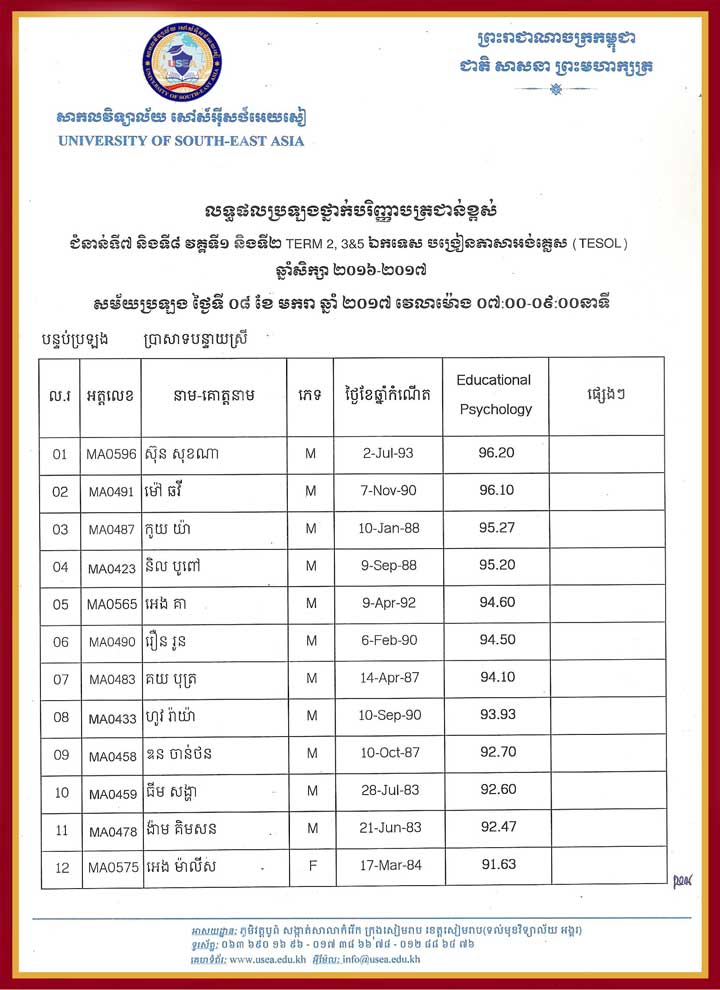 សាកលវិទ្យាល័យ សៅស៍អ៊ីសថ៍អេយសៀ
UNIVERSITY OF SOUTH-EAST ASIA
USEA
UNIVERSITY OF SOUTH-EAST ASIA
ព្រះរាជាណាចក្រកម្ពុជា
ជាតិ សាសនា ព្រះមហាក្សត្រ
លទ្ធផលប្រឡងថ្នាក់បរិញ្ញាបត្រជាន់ខ្ពស់
ជំនាន់ទី៧ និងទី៨ វគ្គទី១ និងទី២ TERM 2, 3&5 ឯកទេស បង្រៀនភាសាអង់គ្លេស (TESOL)
ឆ្នាំសិក្សា ២០១៦-២០១៧
សម័យប្រឡង ថ្ងៃទី ០៨ ខែ មករា ឆ្នាំ ២០១៧ វេលាម៉ោង ០៧:០០-០៩:០០នាទី
បន្ទប់ប្រឡង ប្រាសាទបន្ទាយស្រី
ល.រ អត្តលេខ នាម-គោត្តនាម ភេទ ថ្ងៃខែឆ្នាំកំណើត Educational Psychology ផ្សេងៗ
01 MA0596 ស៊ុន សុខណា M 2-Jul-93 96.20
02 MA0491 ម៉ៅ ឆវី M 7-Nov-90 96.10
03 MA0487 កូយ យ៉ា M 10-Jan-88 95.27
04 MA0423 និល បូពៅ M 9-Sep-88 95.20
05 MA0565 អេង គា M 9-Apr-92 94.60
06 MA0490 រឿន រូន M 6-Feb-90 94.50
07 MA0483 គយ បុត្រ M 14-Apr-87 94.10
08 MA0433 ហូវ រ៉ាយ៉ា M 10-Sep-90 93.93
09 MA0458 ឌន ចាន់ថន M 10-Oct-87 92.70
10 MA0459 ធីម សង្ហា M 28-Jul-83 92.60
11 MA0478 ង៉ាម គិមសន M 21-Jun-83 92.47
12 MA0575 អេង ម៉ាលីស F 17-Mar-84 91.63
អាសយដ្ឋាន: ភូមិវត្តបូព៌ សង្កាត់សាលាកំរើក ក្រុងសៀមរាប ខេត្តសៀមរាប(ទល់មុខវិទ្យាល័យ អង្គរ)
ទូរស័ព្ទ: ០៦៣ ៦៩០ ១៦ ៩៦ - ០១៧ ៣៨ ៦៦ ៧៨ - ០១២ ៨៨ ៦៨ ៧៦
គេហទំព័រ: www.usea.edu.kh អ៊ីម៉ែល: info@usea.edu.kh